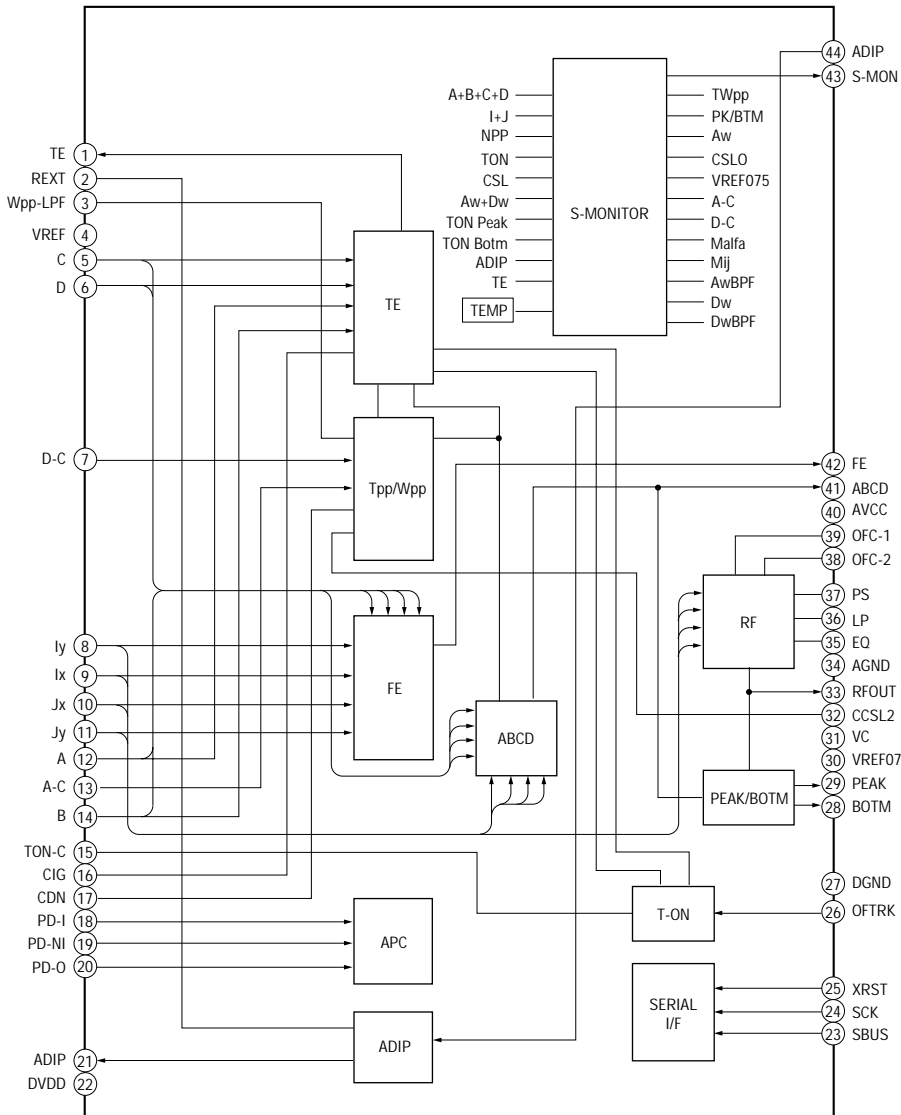 44 ADIP
43 S-MON
A+B+C+D
I+J
NPP
TON
CSL
Aw+Dw
TON Peak
TON Botm
ADIP
TE
TEMP
S-MONITOR
TWpp
PK/BTM
Aw
CSLO
VREF075
A-C
D-C
Malfa
Mij
AwBPF
Dw
DwBPF
TE 1
REXT 2
Wpp-LPF 3
VREF 4
C 5
D 6
TE
D-C 7
Tpp/Wpp
42 FE
41 ABCD
40 AVCC
39 OFC-1
38 OFC-2
37 PS
36 LP
35 EQ
34 AGND
33 RFOUT
32 CCSL2
31 VC
30 VREF07
29 PEAK
28 BOTM
RF
Iy 8
Ix 9
Jx 10
Jy 11
A 12
A-C 13
B 14
FE
ABCD
PEAK/BOTM
TON-C 15
CIG 16
CDN 17
PD-I 18
PD-NI 19
PD-O 20
APC
T-ON
27 DGND
26 OFTRK
SERIAL
I/F
25 XRST
24 SCK
23 SBUS
ADIP
ADIP 21
DVDD 22